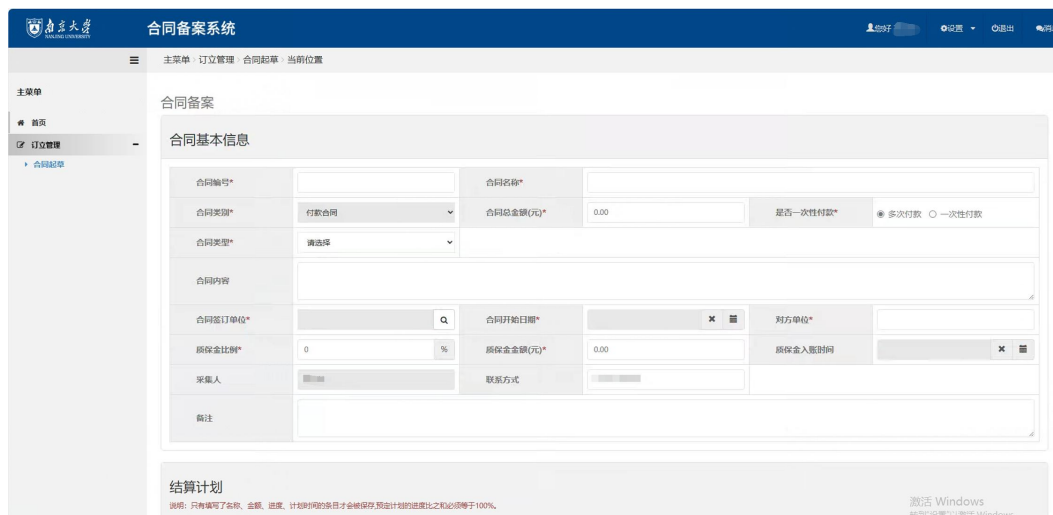 南京大学
NANJING UNIVERSITY
合同备案系统
您好
设置
退出
主菜单 订立管理 合同起草 当前位置
主菜单
首页
订立管理
合同起草
合同备案
合同基本信息
合同编号* 合同名称*
合同类别* 付款合同 合同总金额(元)* 0.00 是否一次性付款* 多次付款 一次性付款
合同类型* 请选择
合同内容
合同签订单位* 合同开始日期* 对方单位*
质保金比例* 0 % 质保金金额(元)* 0.00 质保金入账时间
采集人 联系方式
备注
结算计划
说明：只有填写了名称、金额、进度、计划时间的条目才会被保存,预定计划的进度比之和必须等于100%。
激活 Windows